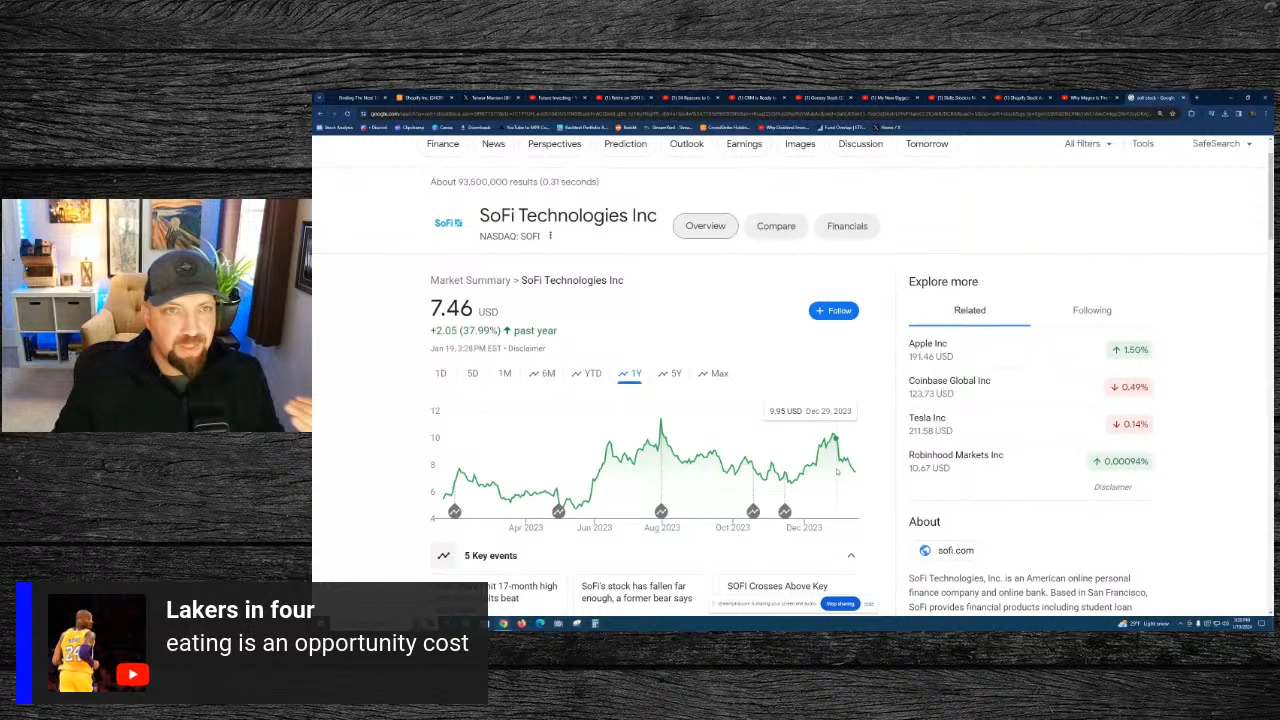 Finance News Perspectives Prediction Outlook Earnings Images Discussion Tomorrow All filters Tools SafeSearch
About 93,500,000 results (0.31 seconds)
SoFi
SoFi Technologies Inc
NASDAQ: SOFI
Overview Compare Financials
Market Summary > SoFi Technologies Inc
7.46 USD
+ Follow
+2.05 (37.99%) ↑ past year
Jan 19, 3:28 PM EST • Disclaimer
1D 5D 1M 6M YTD 1Y 5Y Max
9.95 USD Dec 29, 2023
12
10
8
6
4
Apr 2023 Jun 2023 Aug 2023 Oct 2023 Dec 2023
5 Key events
hit 17-month high
beat
SoFi's stock has fallen far
enough, a former bear says
SOFI Crosses Above Key
Stop sharing
Explore more
Related Following
Apple Inc
191.46 USD
↑ 1.50%
Coinbase Global Inc
123.73 USD
↓ 0.49%
Tesla Inc
211.58 USD
↓ 0.14%
Robinhood Markets Inc
10.67 USD
↑ 0.00094%
Disclaimer
About
sofi.com
SoFi Technologies, Inc. is an American online personal
finance company and online bank. Based in San Francisco,
SoFi provides financial products including student loan
29°F Light snow
24
Lakers in four
eating is an opportunity cost